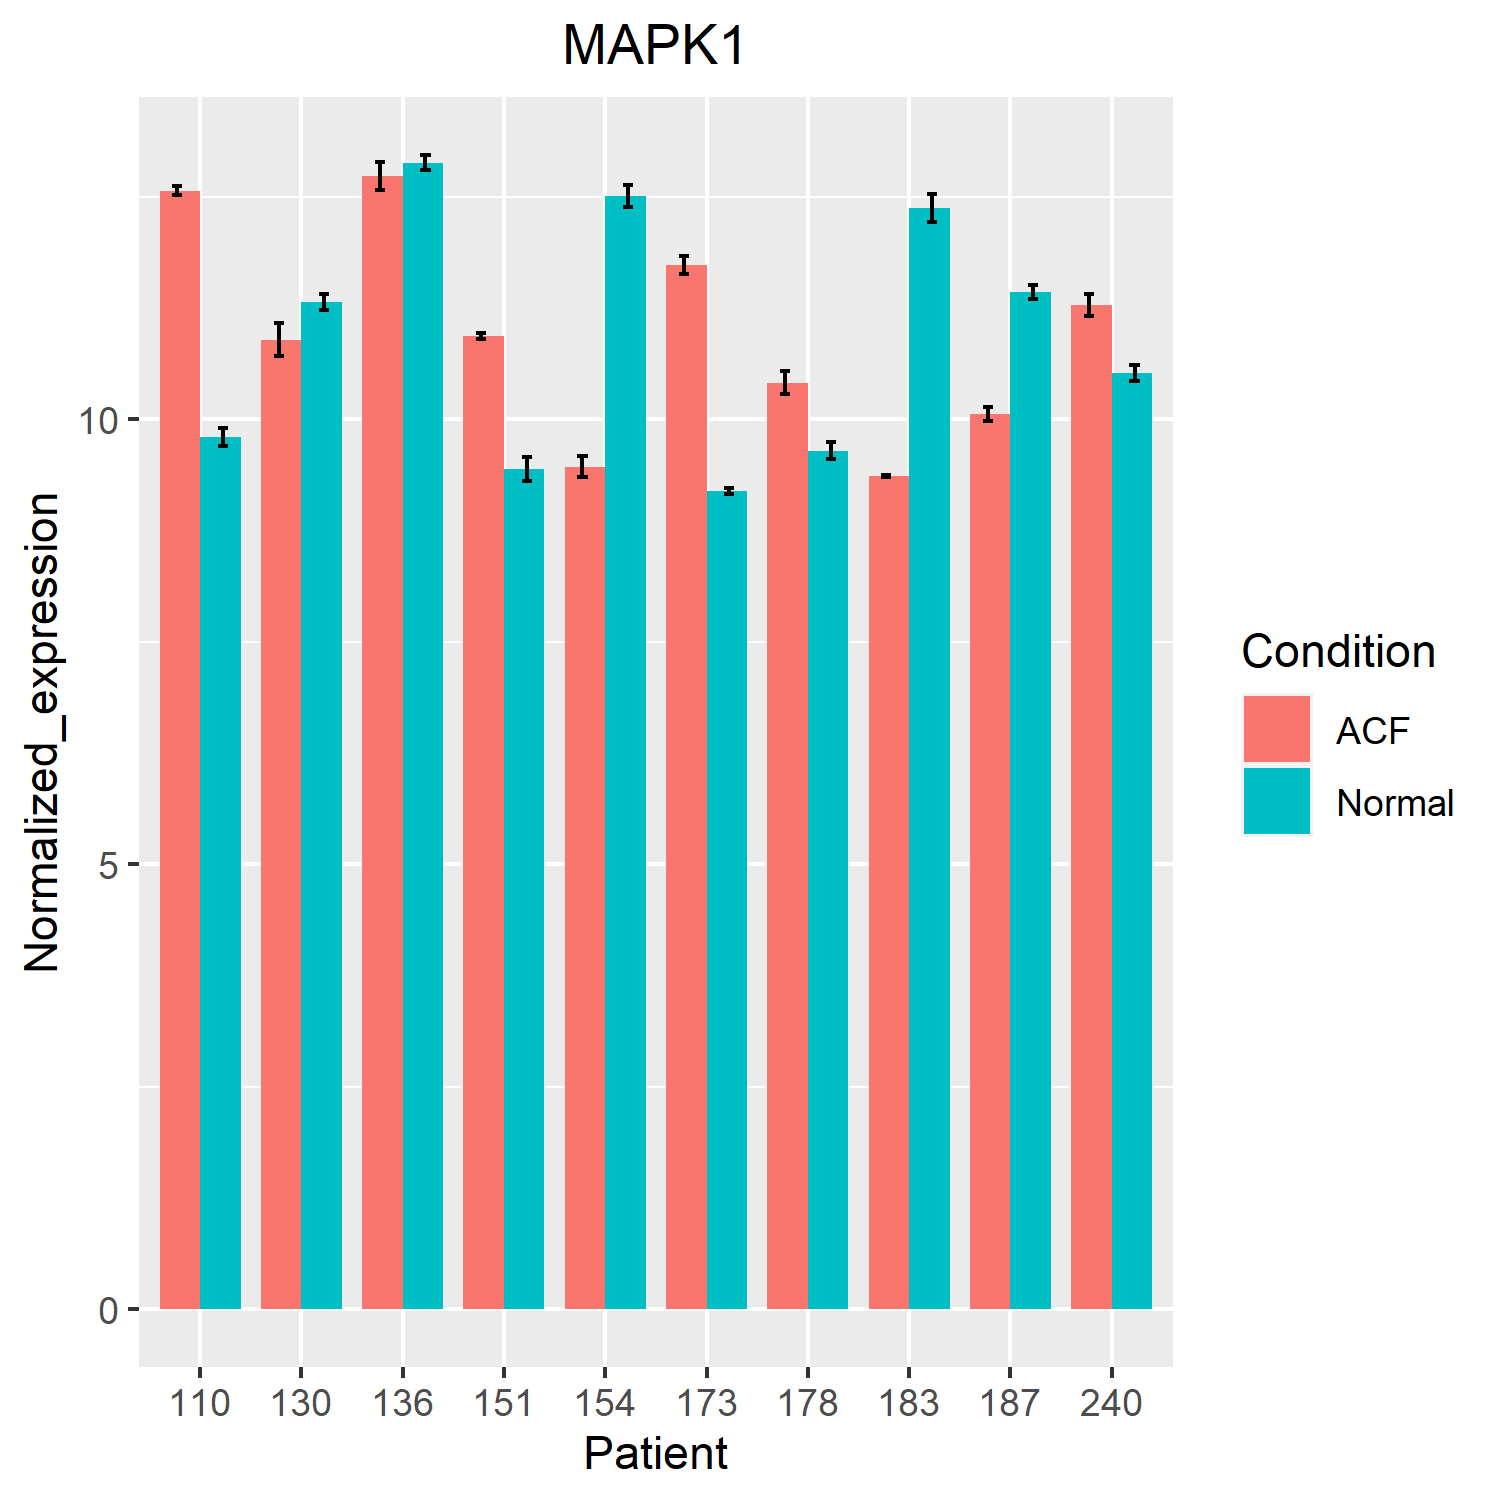 MAPK1
Normalized_expression
10
5
0
110 130 136 151 154 173 178 183 187 240
Patient
Condition
ACF
Normal